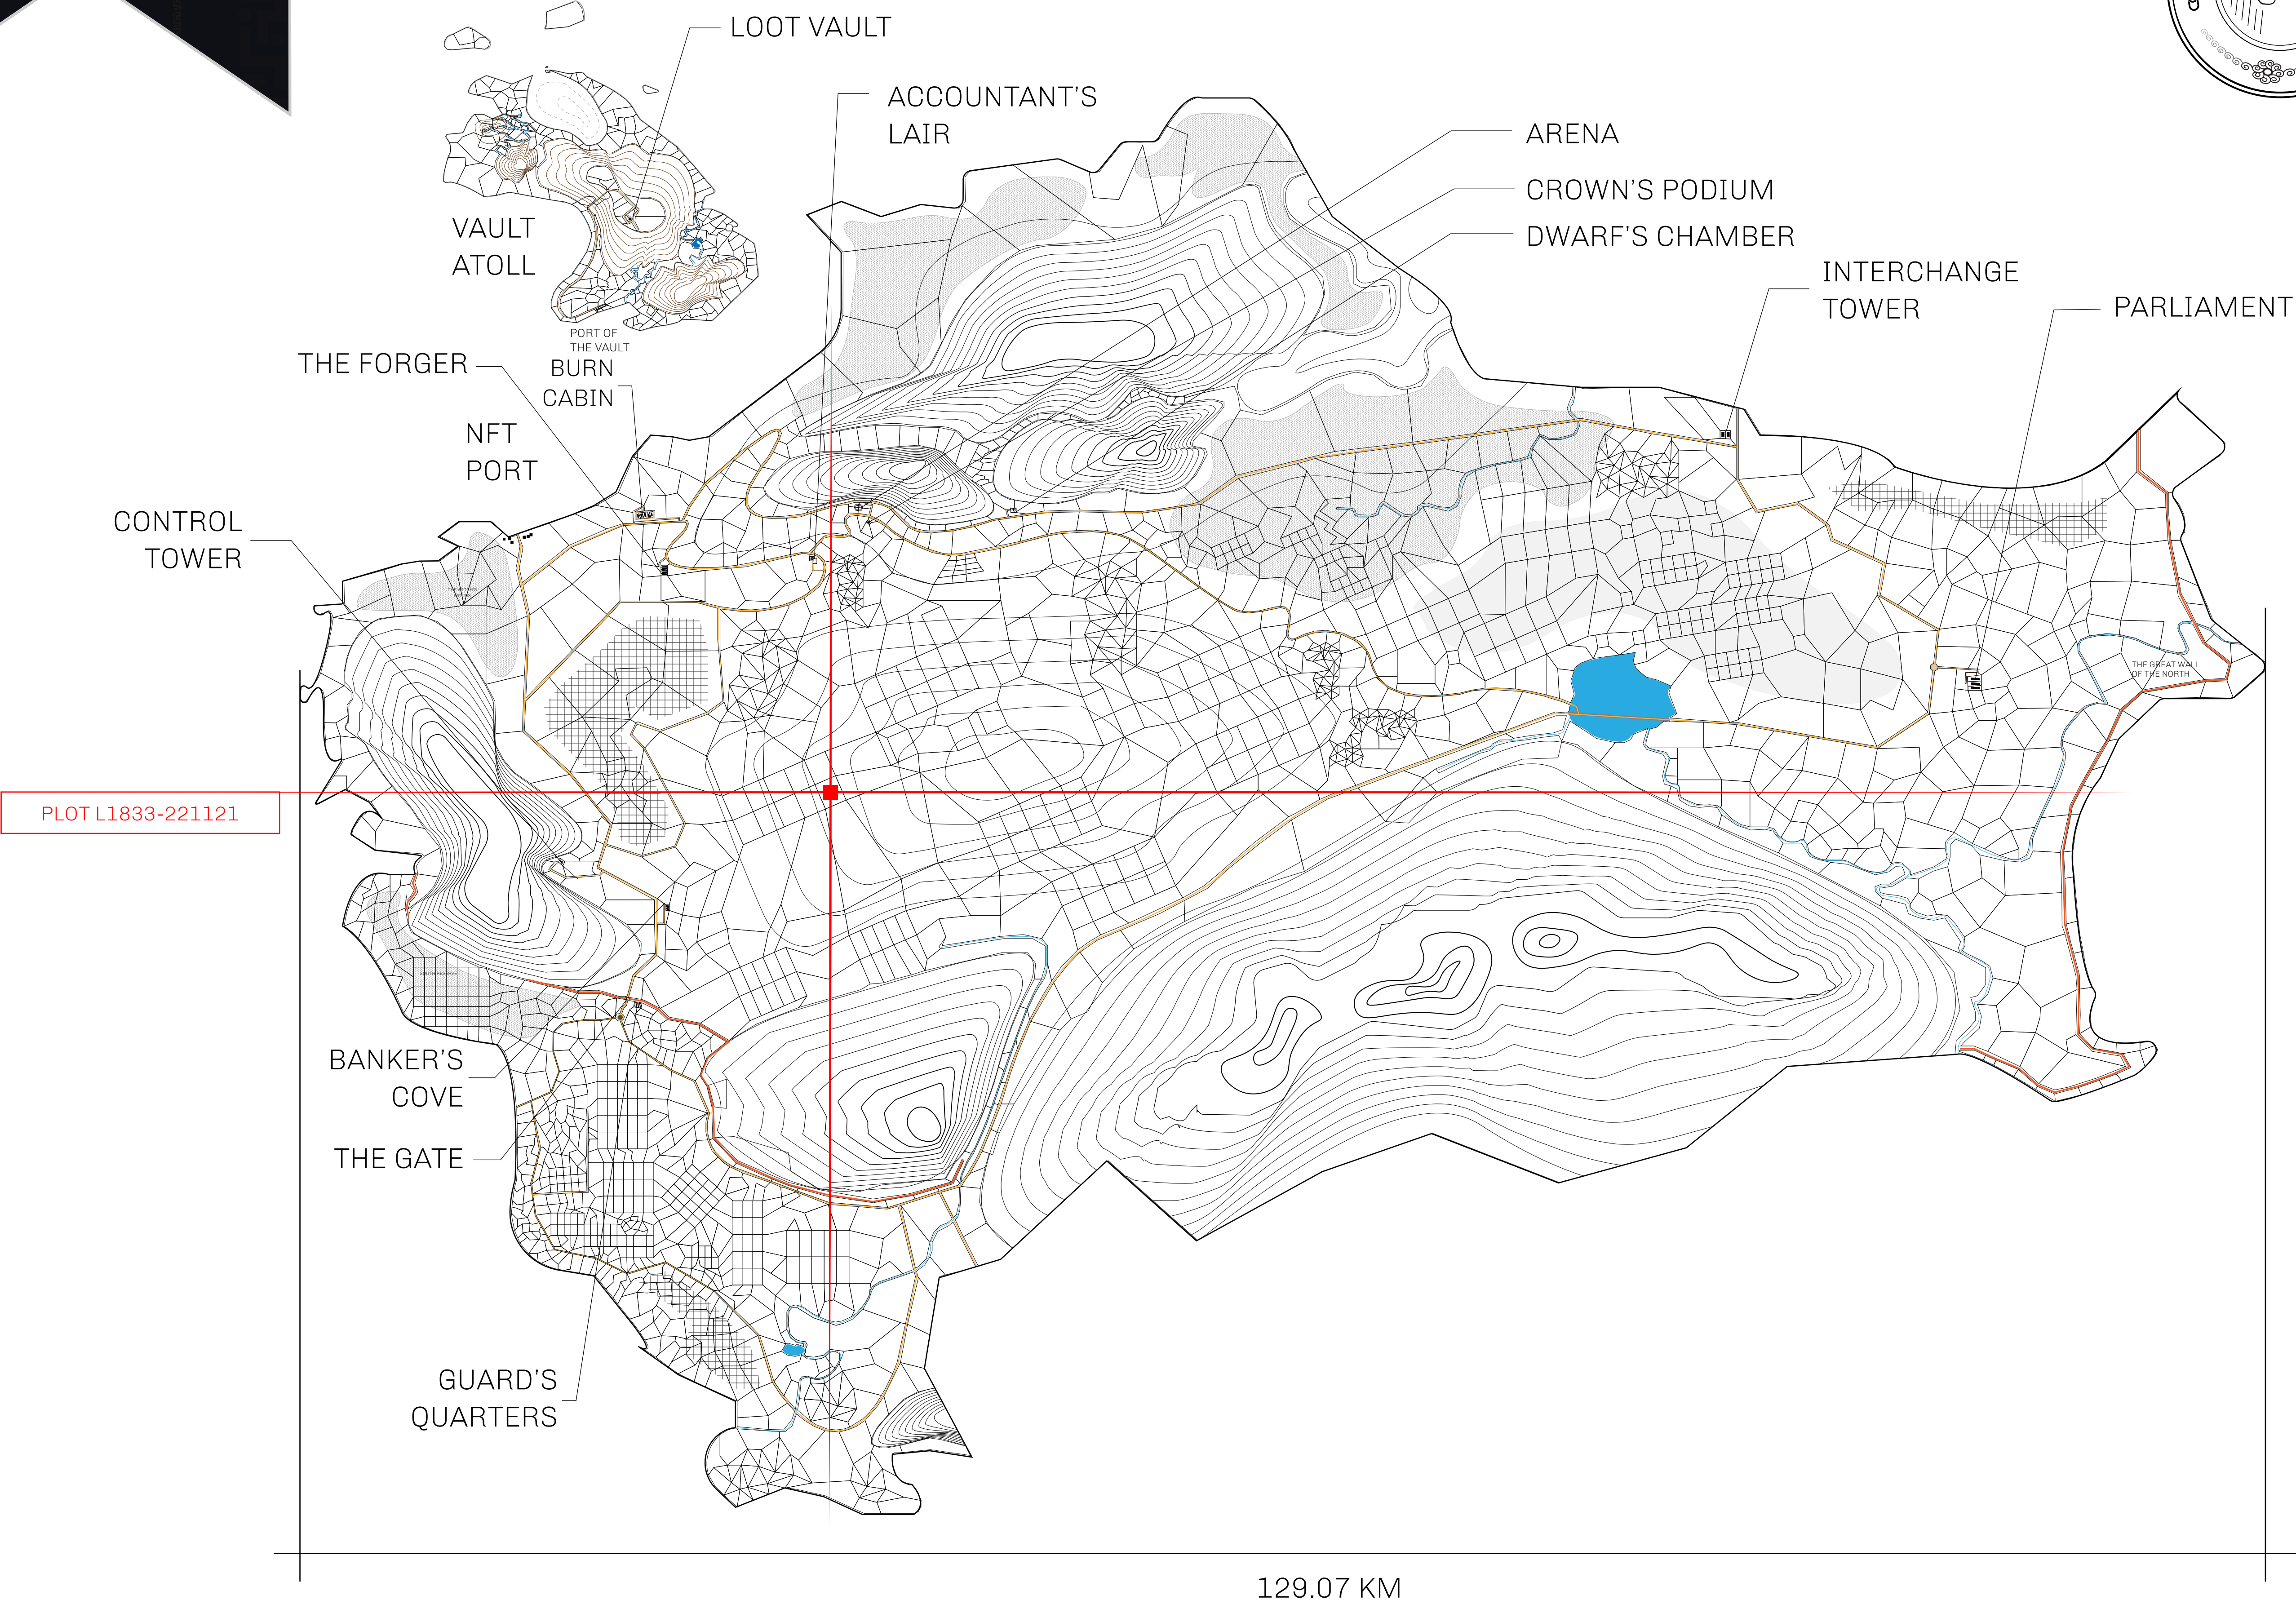 LOOT VAULT
ACCOUNTANT'S
LAIR
ARENA
CROWN'S PODIUM
DWARF'S CHAMBER
VAULT
ATOLL
INTERCHANGE
TOWER
PARLIAMENT
PORT OF
THE VAULT
THE FORGER
BURN
CABIN
NFT
PORT
CONTROL
TOWER
THE GREAT WALL
OF THE NORTH
PLOT L1833-221121
SOUTH RESERVE
BANKER'S
COVE
THE GATE
GUARD'S
QUARTERS
129.07 KM